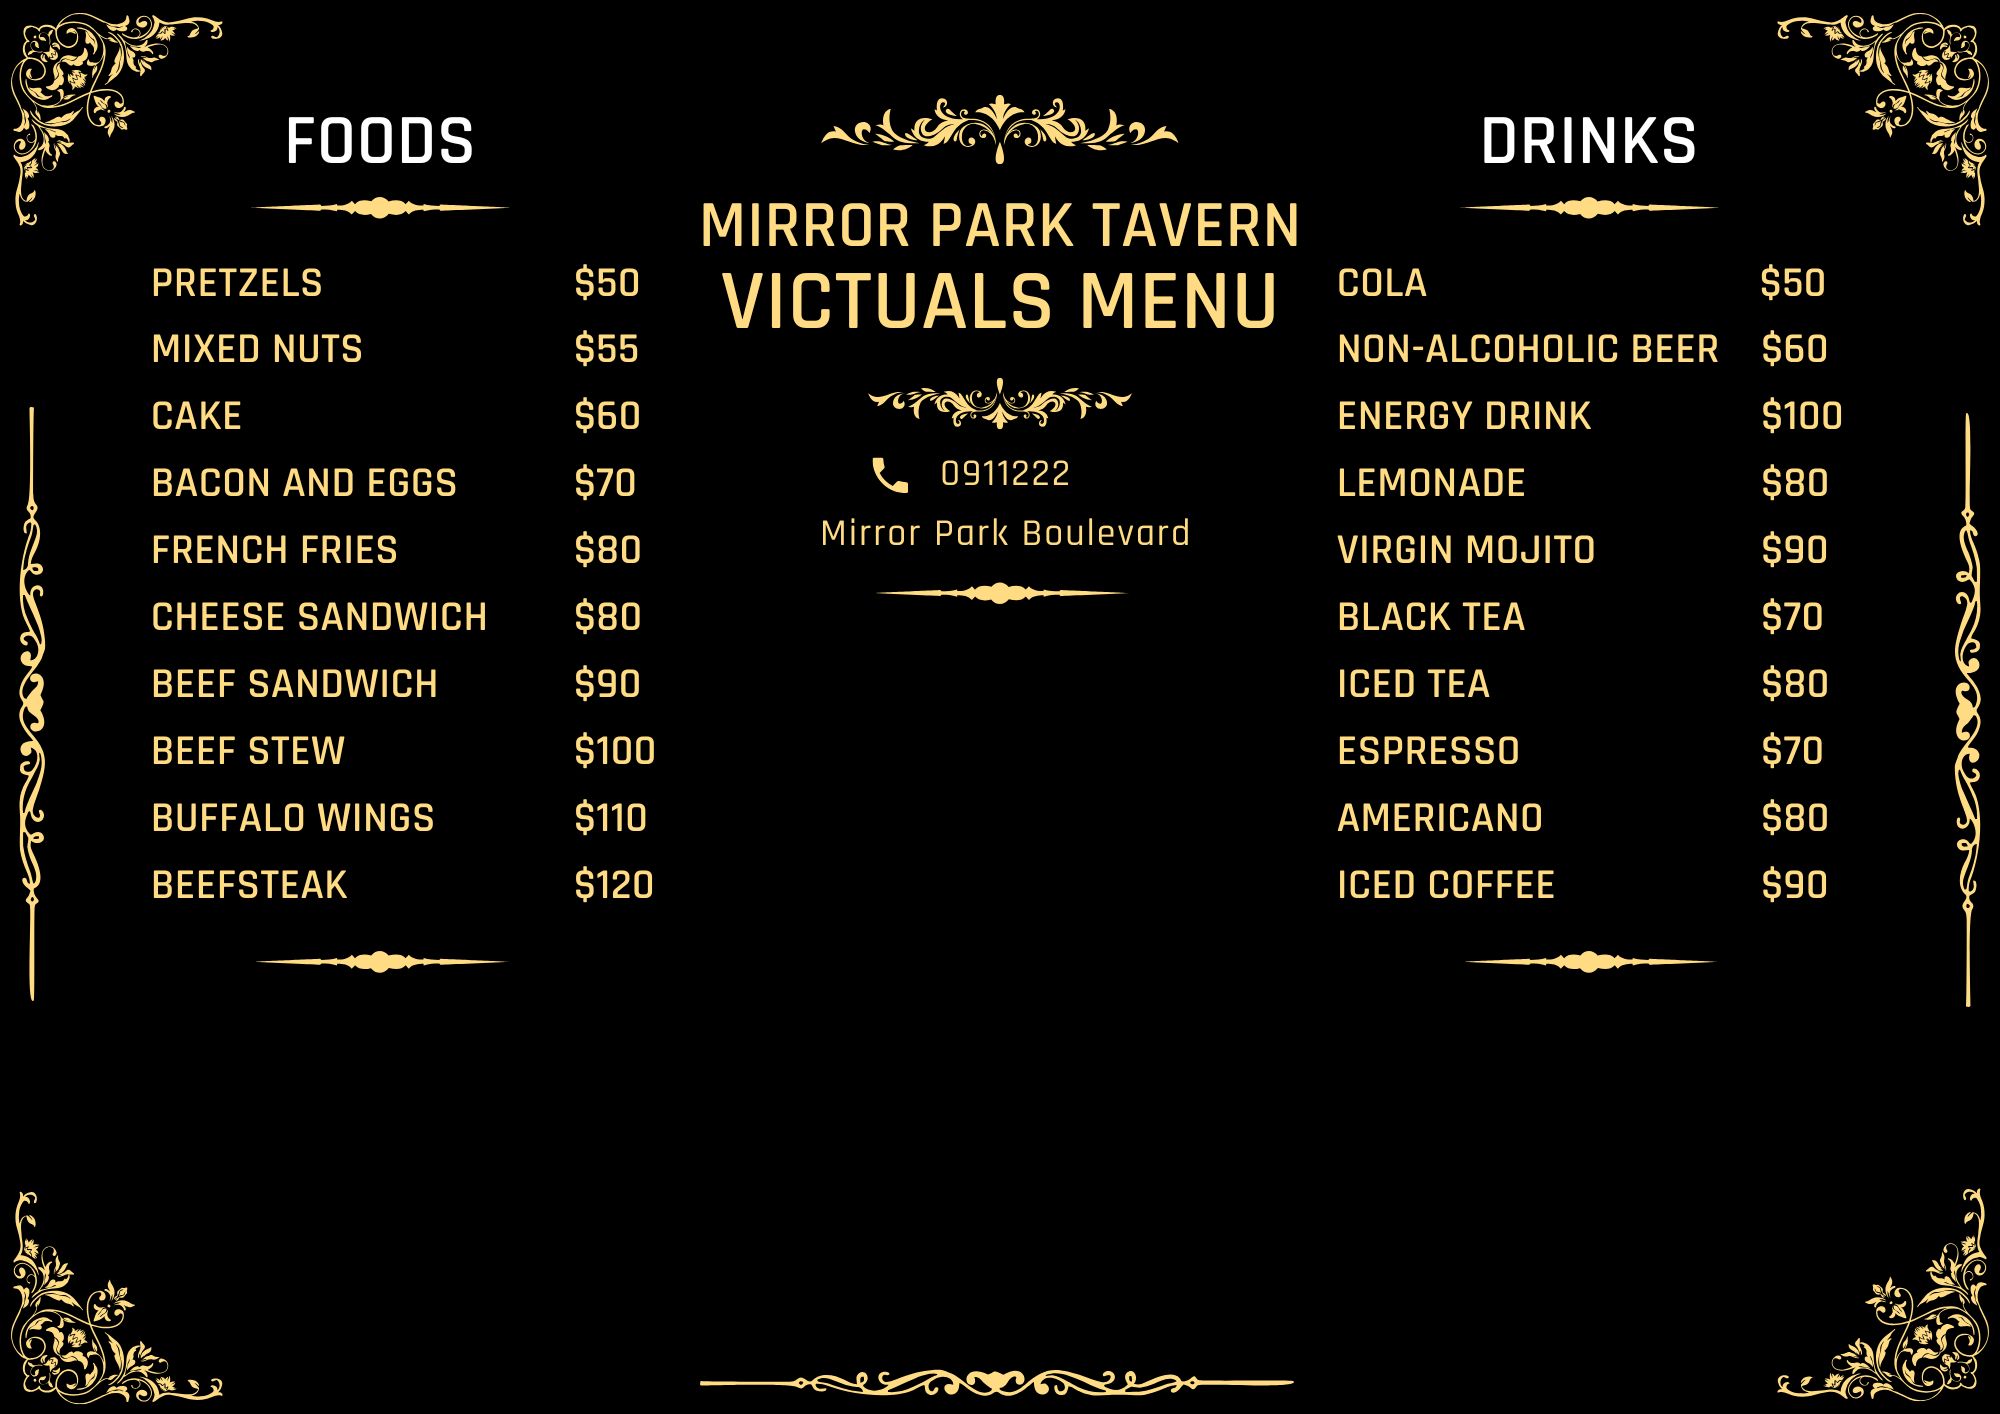 FOODS
PRETZELS $50
MIXED NUTS $55
CAKE $60
BACON AND EGGS $70
FRENCH FRIES $80
CHEESE SANDWICH $80
BEEF SANDWICH $90
BEEF STEW $100
BUFFALO WINGS $110
BEEFSTEAK $120
MIRROR PARK TAVERN
VICTUALS MENU
0911222
Mirror Park Boulevard
DRINKS
COLA $50
NON-ALCOHOLIC BEER $60
ENERGY DRINK $100
LEMONADE $80
VIRGIN MOJITO $90
BLACK TEA $70
ICED TEA $80
ESPRESSO $70
AMERICANO $80
ICED COFFEE $90